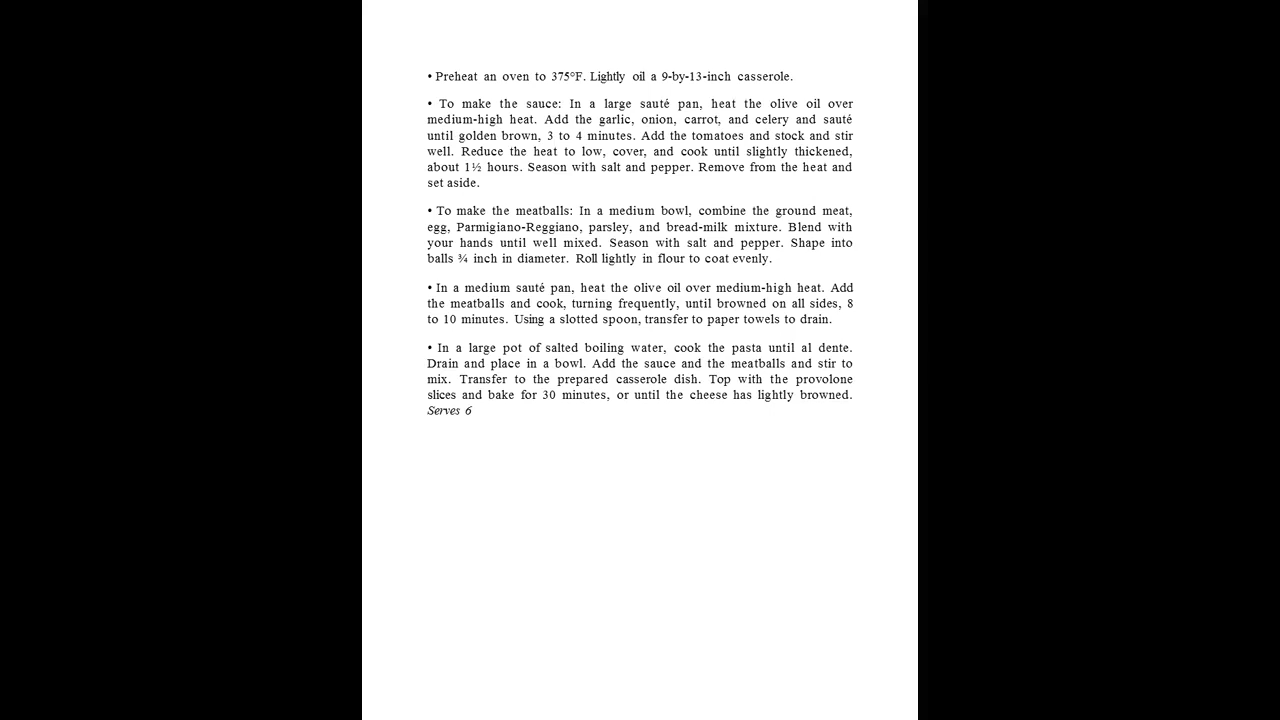 • Preheat an oven to 375°F. Lightly oil a 9-by-13-inch casserole.
• To make the sauce: In a large sauté pan, heat the olive oil over
medium-high heat. Add the garlic, onion, carrot, and celery and sauté
until golden brown, 3 to 4 minutes. Add the tomatoes and stock and stir
well. Reduce the heat to low, cover, and cook until slightly thickened,
about 1½ hours. Season with salt and pepper. Remove from the heat and
set aside.
• To make the meatballs: In a medium bowl, combine the ground meat,
egg, Parmigiano-Reggiano, parsley, and bread-milk mixture. Blend with
your hands until well mixed. Season with salt and pepper. Shape into
balls ¾ inch in diameter. Roll lightly in flour to coat evenly.
• In a medium sauté pan, heat the olive oil over medium-high heat. Add
the meatballs and cook, turning frequently, until browned on all sides, 8
to 10 minutes. Using a slotted spoon, transfer to paper towels to drain.
• In a large pot of salted boiling water, cook the pasta until al dente.
Drain and place in a bowl. Add the sauce and the meatballs and stir to
mix. Transfer to the prepared casserole dish. Top with the provolone
slices and bake for 30 minutes, or until the cheese has lightly browned.
Serves 6